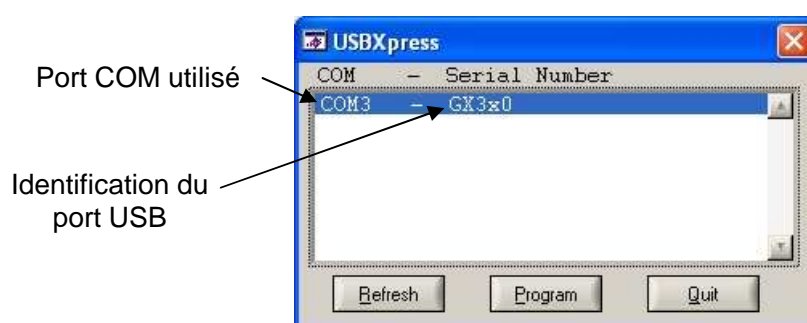 USBXpress
Port COM utilisé
COM - Serial Number
COM3 - GX3x0
Identification du
port USB
Refresh Program Quit